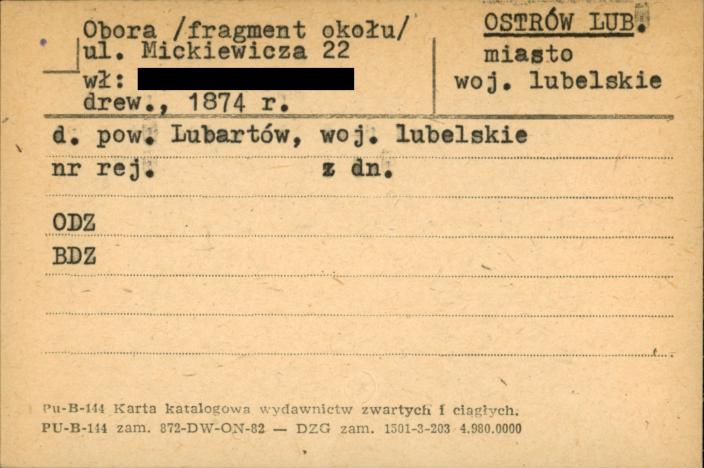 Obora /fragment okołu/
ul. Mickiewicza 22
wł:
drew., 1874 r.
OSTRÓW LUB.
miasto
woj. lubelskie
d. pow. Lubartów, woj. lubelskie
nr rej. z dn.
ODZ
BDZ
Pu-B-144 Karta katalogowa wydawnictw zwartych i ciągłych.
PU-B-144 zam. 872-DW-ON-82 — DZG zam. 1501-3-203 4.980.0000